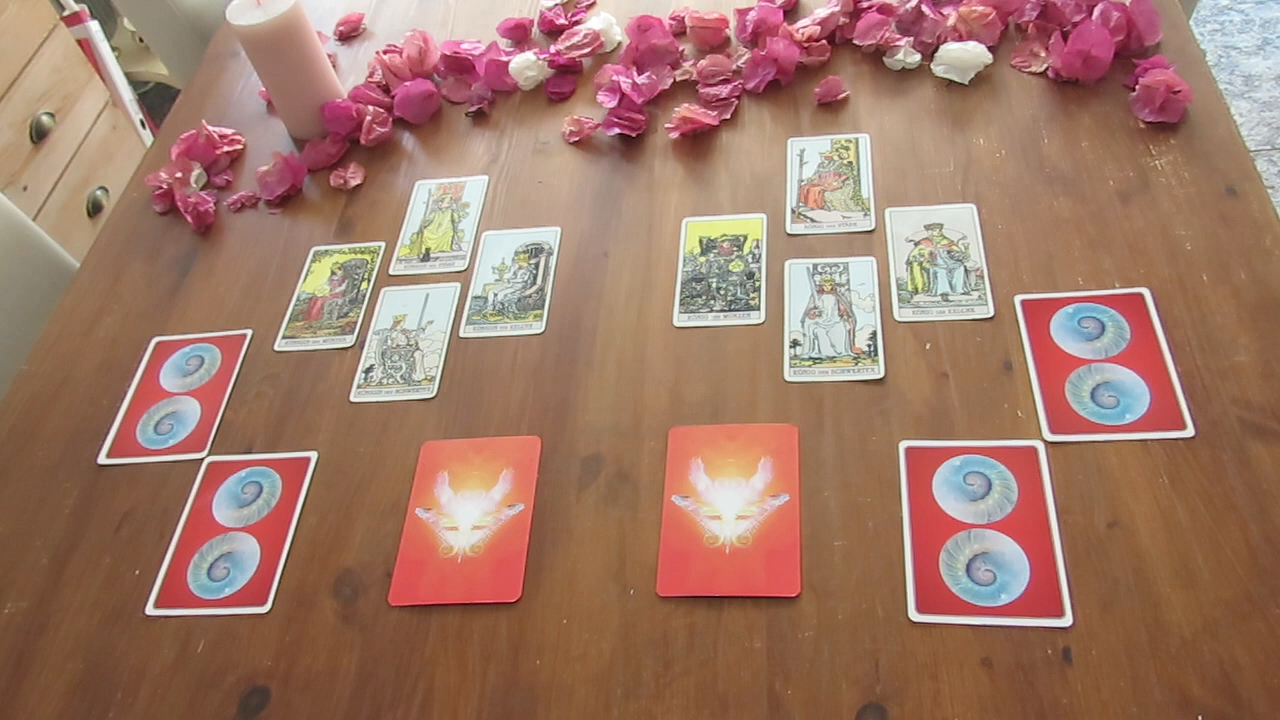 KÖNIGIN DER STÄBE
KÖNIGIN DER MÜNZEN
KÖNIGIN DER KELCHE
KÖNIGIN DER SCHWERTER
KÖNIG DER STÄBE
KÖNIG DER MÜNZEN
KÖNIG DER KELCHE
KÖNIG DER SCHWERTER